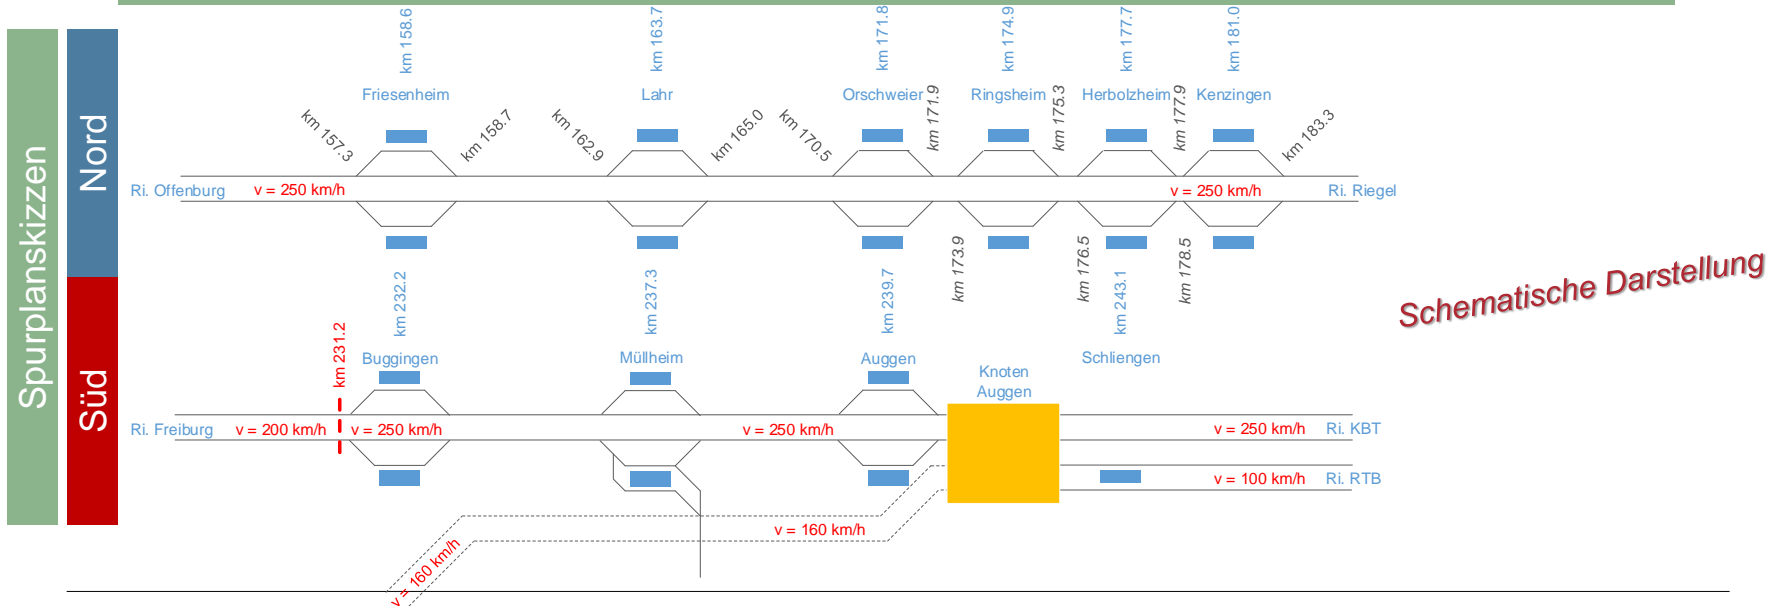 Spurplanskizzen
Nord
Süd
km 158.6
km 163.7
km 171.8
km 174.9
km 177.7
km 181.0
Friesenheim
Lahr
Orschweier
Ringsheim
Herbolzheim
Kenzingen
km 157.3
km 158.7
km 162.9
km 165.0
km 170.5
km 171.9
km 175.3
km 177.9
km 183.3
Ri. Offenburg
v = 250 km/h
v = 250 km/h
Ri. Riegel
km 173.9
km 176.5
km 178.5
Schematische Darstellung
km 232.2
km 237.3
km 239.7
km 243.1
km 231.2
Buggingen
Müllheim
Auggen
Knoten
Auggen
Schliengen
Ri. Freiburg
v = 200 km/h
v = 250 km/h
v = 250 km/h
v = 250 km/h
Ri. KBT
v = 100 km/h
Ri. RTB
v = 160 km/h
v = 160 km/h